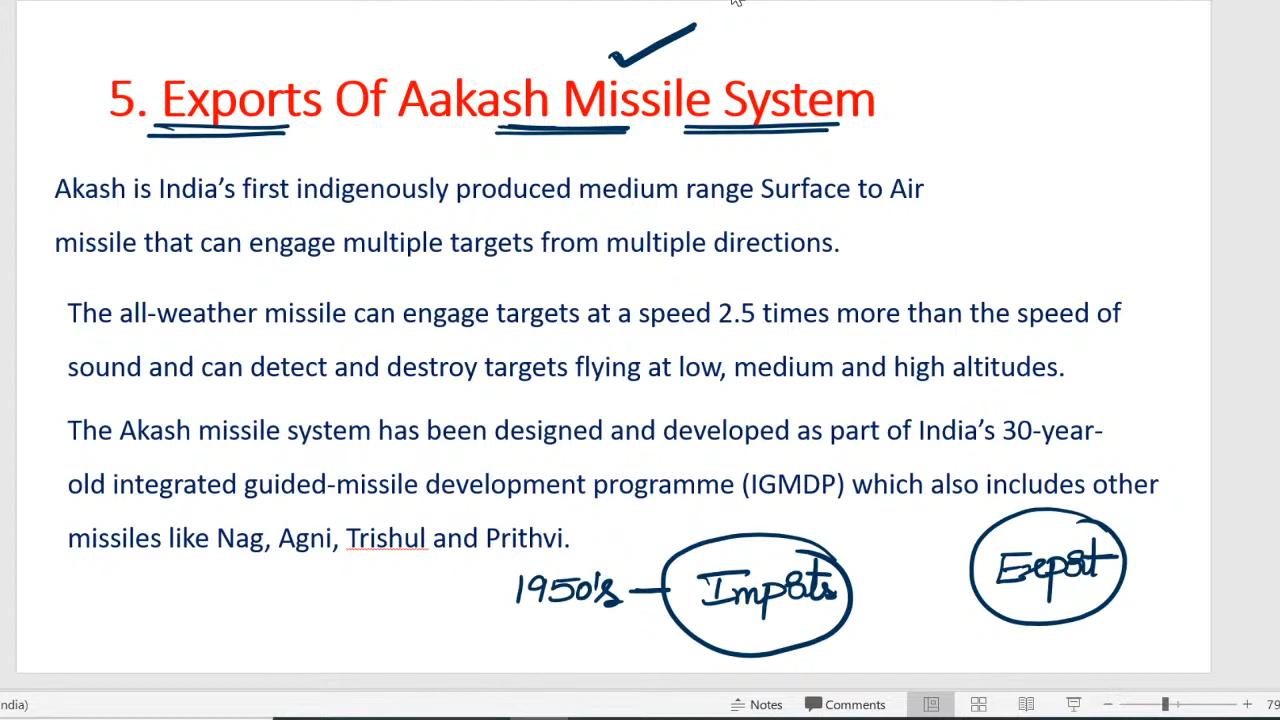 5. Exports Of Aakash Missile System
Akash is India’s first indigenously produced medium range Surface to Air
missile that can engage multiple targets from multiple directions.
The all-weather missile can engage targets at a speed 2.5 times more than the speed of
sound and can detect and destroy targets flying at low, medium and high altitudes.
The Akash missile system has been designed and developed as part of India’s 30-year-
old integrated guided-missile development programme (IGMDP) which also includes other
missiles like Nag, Agni, Trishul and Prithvi.
1950's — Imports Export
ndia) Notes Comments 79